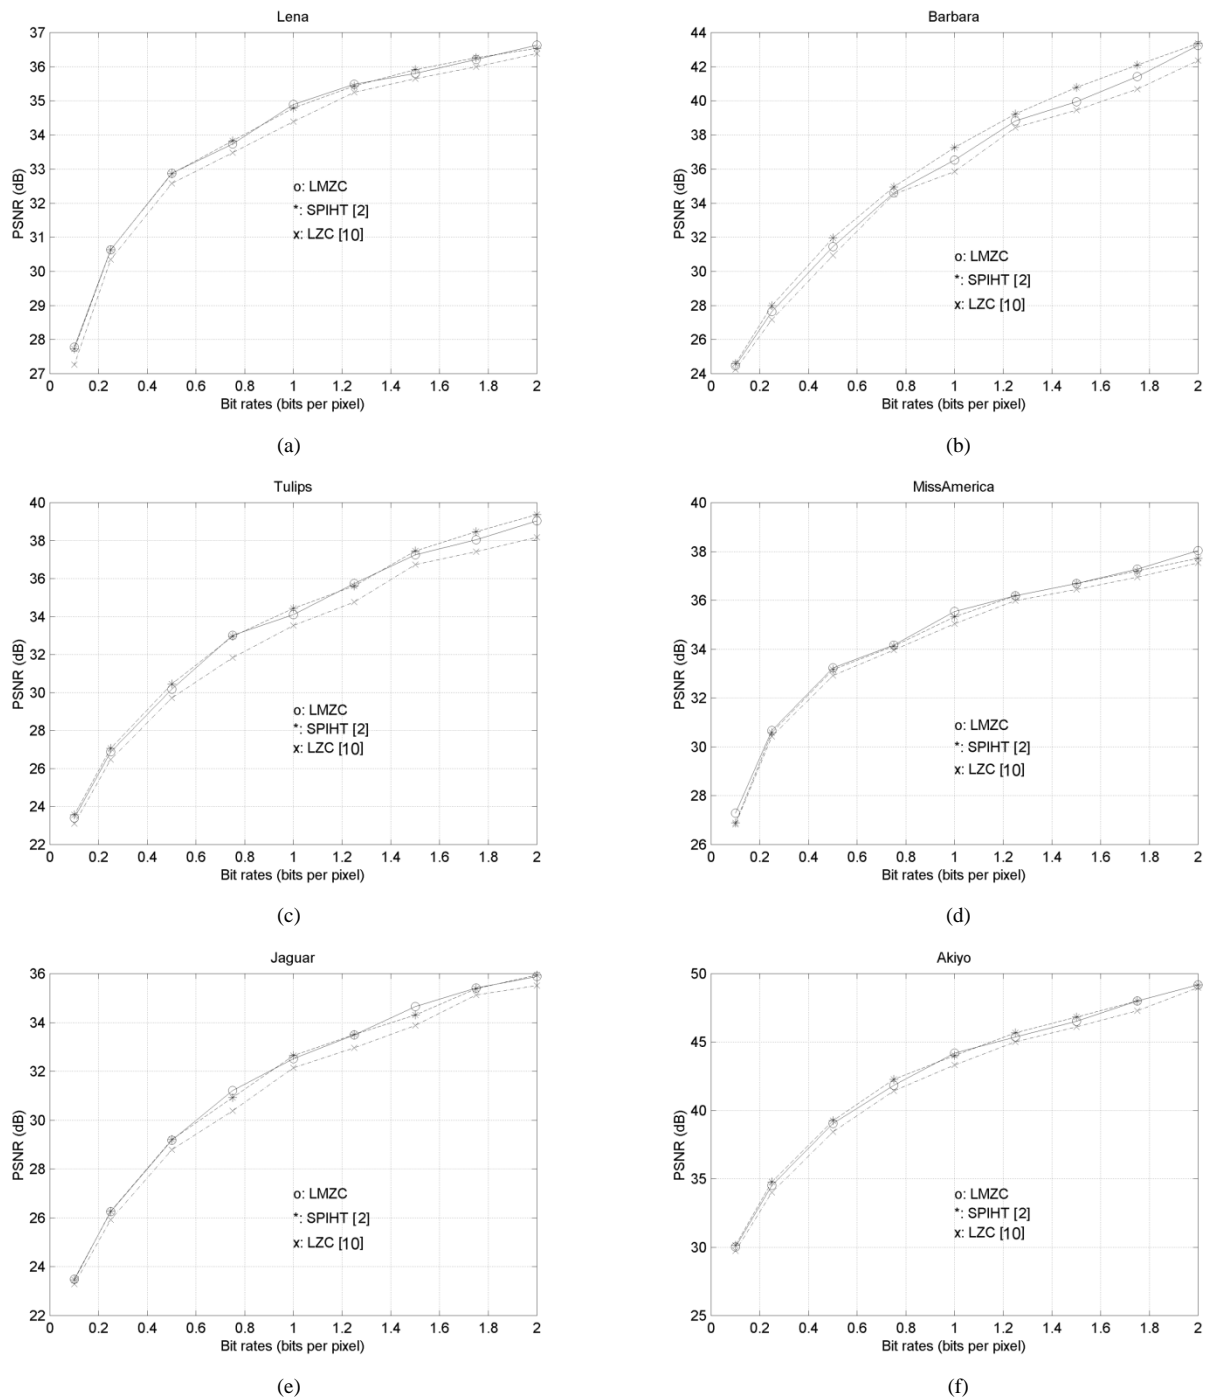 Lena
37
36
35
34
33
32
31
30
29
28
27
PSNR (dB)
o: LMZC
*: SPIHT [2]
x: LZC [10]
0 0.2 0.4 0.6 0.8 1 1.2 1.4 1.6 1.8 2
Bit rates (bits per pixel)
(a)
Barbara
44
42
40
38
36
34
32
30
28
26
24
PSNR (dB)
o: LMZC
*: SPIHT [2]
x: LZC [10]
0 0.2 0.4 0.6 0.8 1 1.2 1.4 1.6 1.8 2
Bit rates (bits per pixel)
(b)
Tulips
40
38
36
34
32
30
28
26
24
22
PSNR (dB)
o: LMZC
*: SPIHT [2]
x: LZC [10]
0 0.2 0.4 0.6 0.8 1 1.2 1.4 1.6 1.8 2
Bit rates (bits per pixel)
(c)
MissAmerica
40
38
36
34
32
30
28
26
PSNR (dB)
o: LMZC
*: SPIHT [2]
x: LZC [10]
0 0.2 0.4 0.6 0.8 1 1.2 1.4 1.6 1.8 2
Bit rates (bits per pixel)
(d)
Jaguar
36
34
32
30
28
26
24
22
PSNR (dB)
o: LMZC
*: SPIHT [2]
x: LZC [10]
0 0.2 0.4 0.6 0.8 1 1.2 1.4 1.6 1.8 2
Bit rates (bits per pixel)
(e)
Akiyo
50
45
40
35
30
25
PSNR (dB)
o: LMZC
*: SPIHT [2]
x: LZC [10]
0 0.2 0.4 0.6 0.8 1 1.2 1.4 1.6 1.8 2
Bit rates (bits per pixel)
(f)